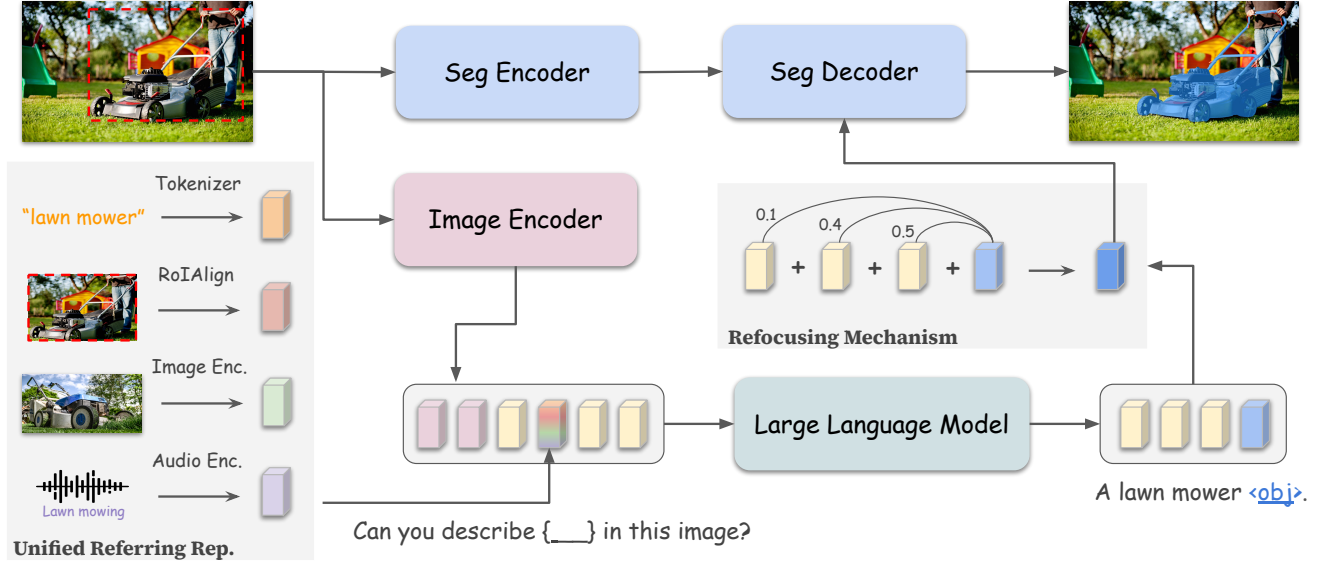 Seg Encoder
Seg Decoder
Tokenizer
"lawn mower"
Image Encoder
0.1
0.4
0.5
+ + +
RoIAlign
Refocusing Mechanism
Image Enc.
Large Language Model
Audio Enc.
Lawn mowing
A lawn mower <obj>.
Can you describe {___} in this image?
Unified Referring Rep.